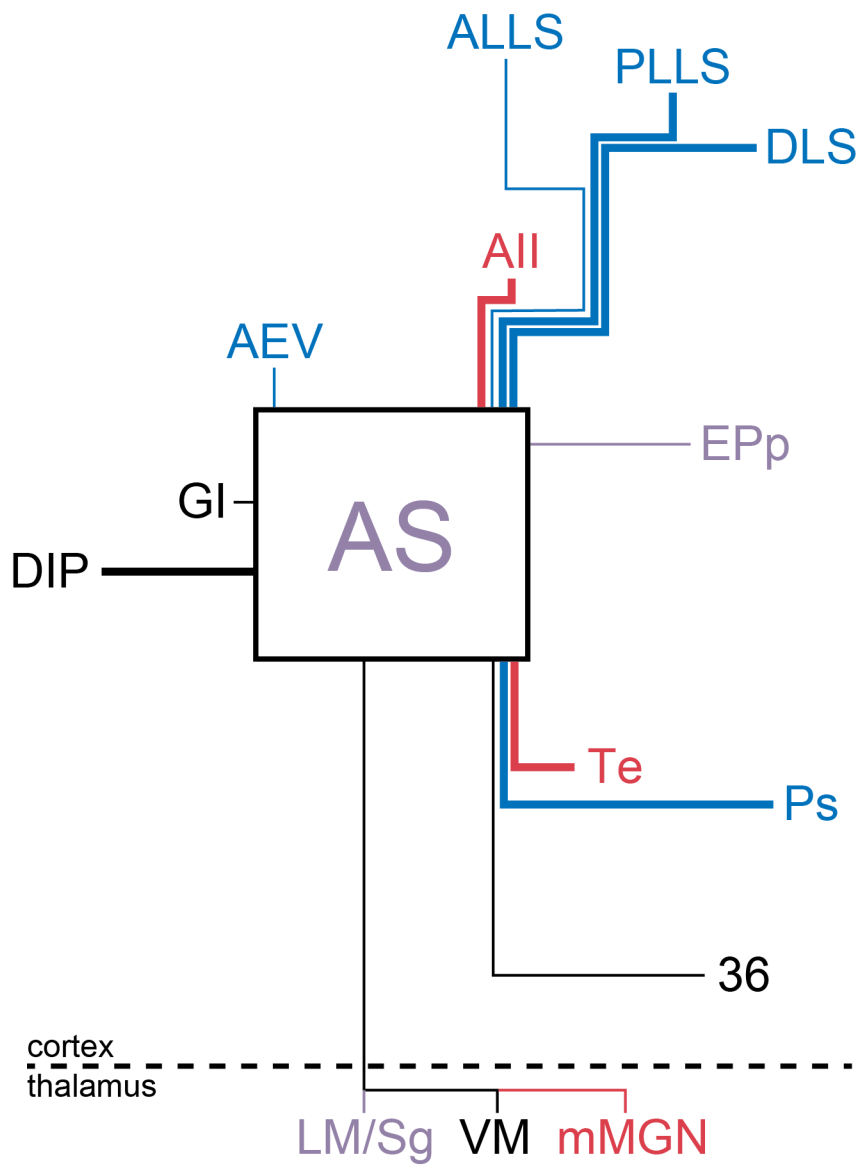 ALLS
PLLS
DLS
AII
AEV
EPp
GI
AS
DIP
Te
Ps
36
cortex
thalamus
LM/Sg VM mMGN